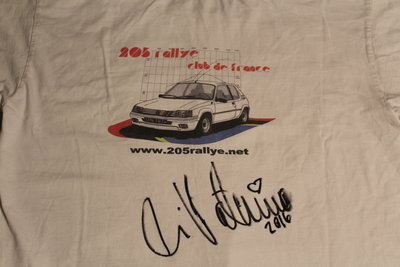 205 rallye
club de france
www.205rallye.net
2016